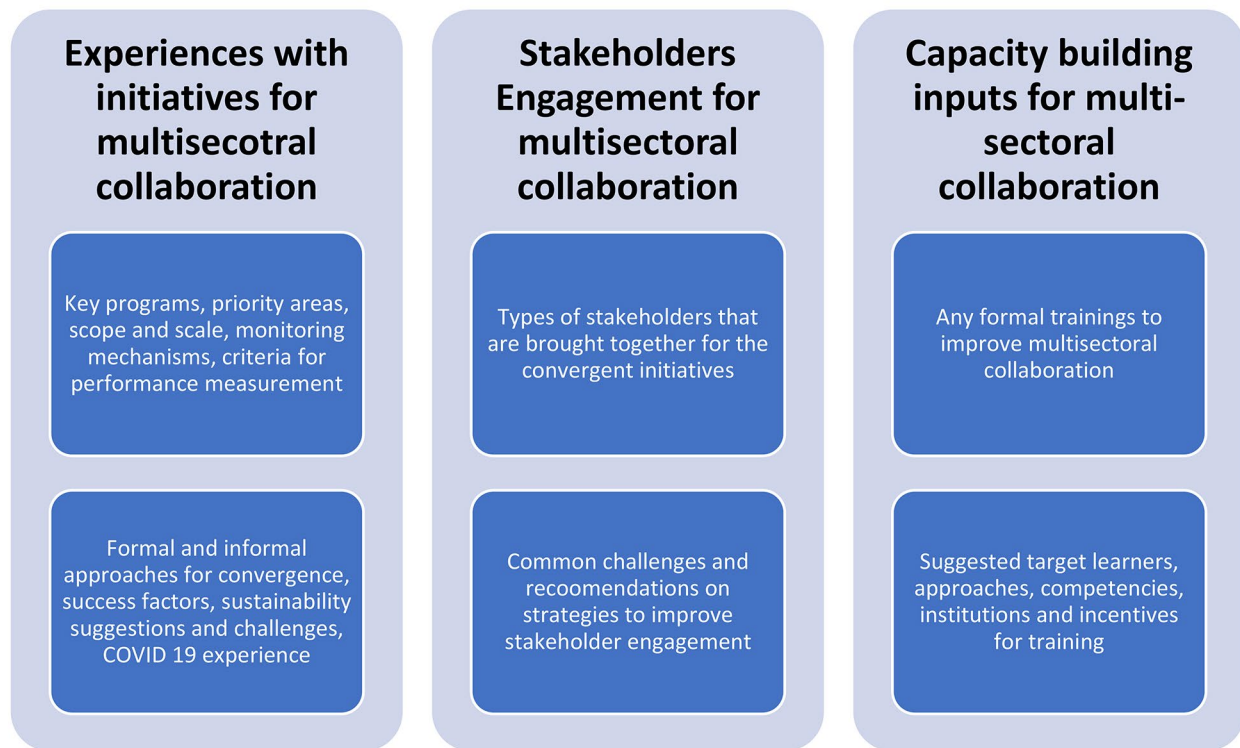 Experiences with
initiatives for
multisecotral
collaboration
Key programs, priority areas,
scope and scale, monitoring
mechanisms, criteria for
performance measurement
Formal and informal
approaches for convergence,
success factors, sustainability
suggestions and challenges,
COVID 19 experience
Stakeholders
Engagement for
multisectoral
collaboration
Types of stakeholders that
are brought together for the
convergent initiatives
Common challenges and
recoomendations on
strategies to improve
stakeholder engagement
Capacity building
inputs for multi-
sectoral
collaboration
Any formal trainings to
improve multisectoral
collaboration
Suggested target learners,
approaches, competencies,
institutions and incentives
for training